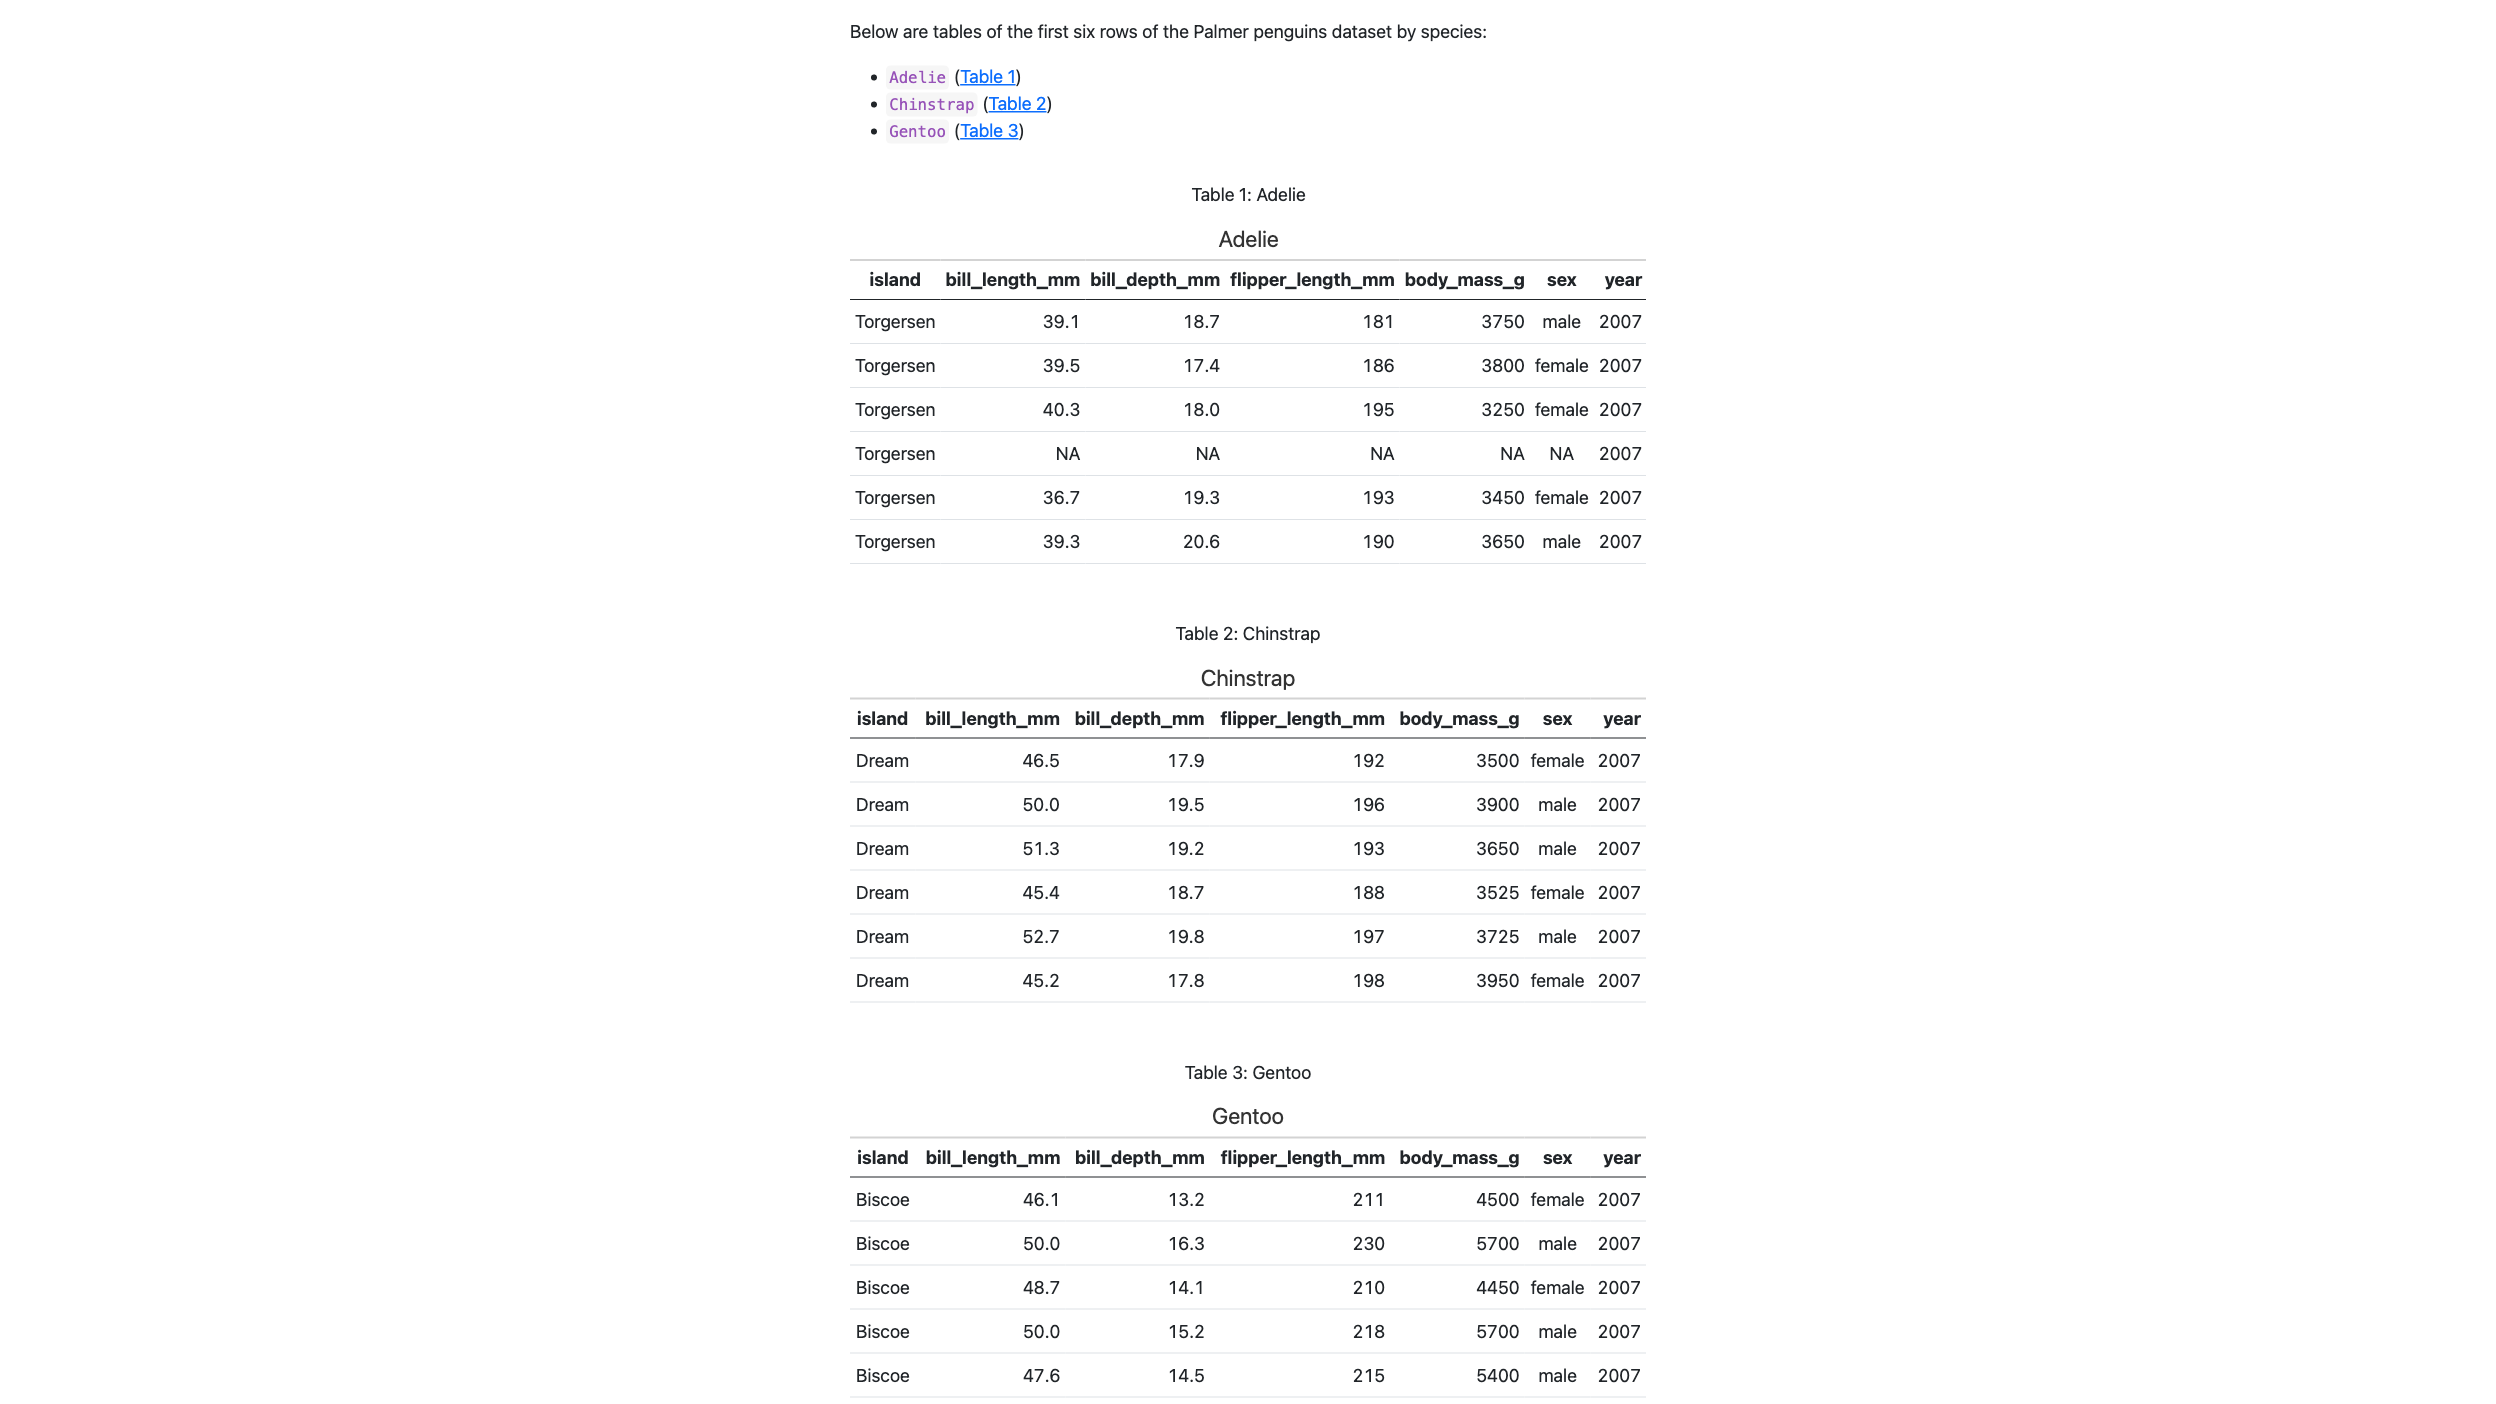 Below are tables of the first six rows of the Palmer penguins dataset by species:
• Adelie (Table 1)
• Chinstrap (Table 2)
• Gentoo (Table 3)
Table 1: Adelie
Adelie
island bill_length_mm bill_depth_mm flipper_length_mm body_mass_g sex year
Torgersen 39.1 18.7 181 3750 male 2007
Torgersen 39.5 17.4 186 3800 female 2007
Torgersen 40.3 18.0 195 3250 female 2007
Torgersen NA NA NA NA NA 2007
Torgersen 36.7 19.3 193 3450 female 2007
Torgersen 39.3 20.6 190 3650 male 2007
Table 2: Chinstrap
Chinstrap
island bill_length_mm bill_depth_mm flipper_length_mm body_mass_g sex year
Dream 46.5 17.9 192 3500 female 2007
Dream 50.0 19.5 196 3900 male 2007
Dream 51.3 19.2 193 3650 male 2007
Dream 45.4 18.7 188 3525 female 2007
Dream 52.7 19.8 197 3725 male 2007
Dream 45.2 17.8 198 3950 female 2007
Table 3: Gentoo
Gentoo
island bill_length_mm bill_depth_mm flipper_length_mm body_mass_g sex year
Biscoe 46.1 13.2 211 4500 female 2007
Biscoe 50.0 16.3 230 5700 male 2007
Biscoe 48.7 14.1 210 4450 female 2007
Biscoe 50.0 15.2 218 5700 male 2007
Biscoe 47.6 14.5 215 5400 male 2007